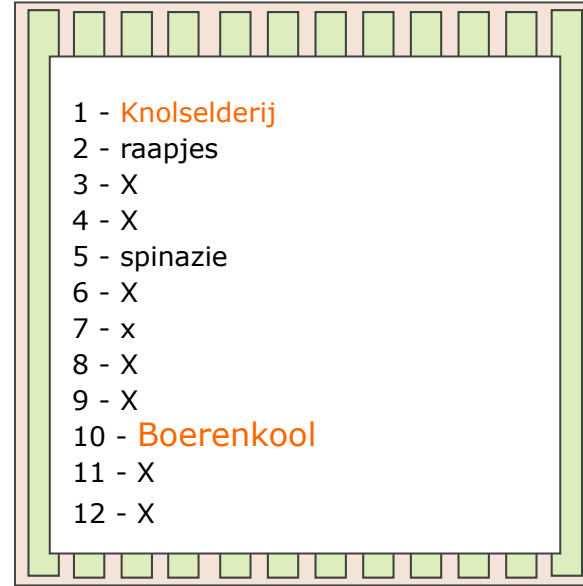 1 - Knolselderij
2 - raapjes
3 - X
4 - X
5 - spinazie
6 - X
7 - x
8 - X
9 - X
10 - Boerenkool
11 - X
12 - X